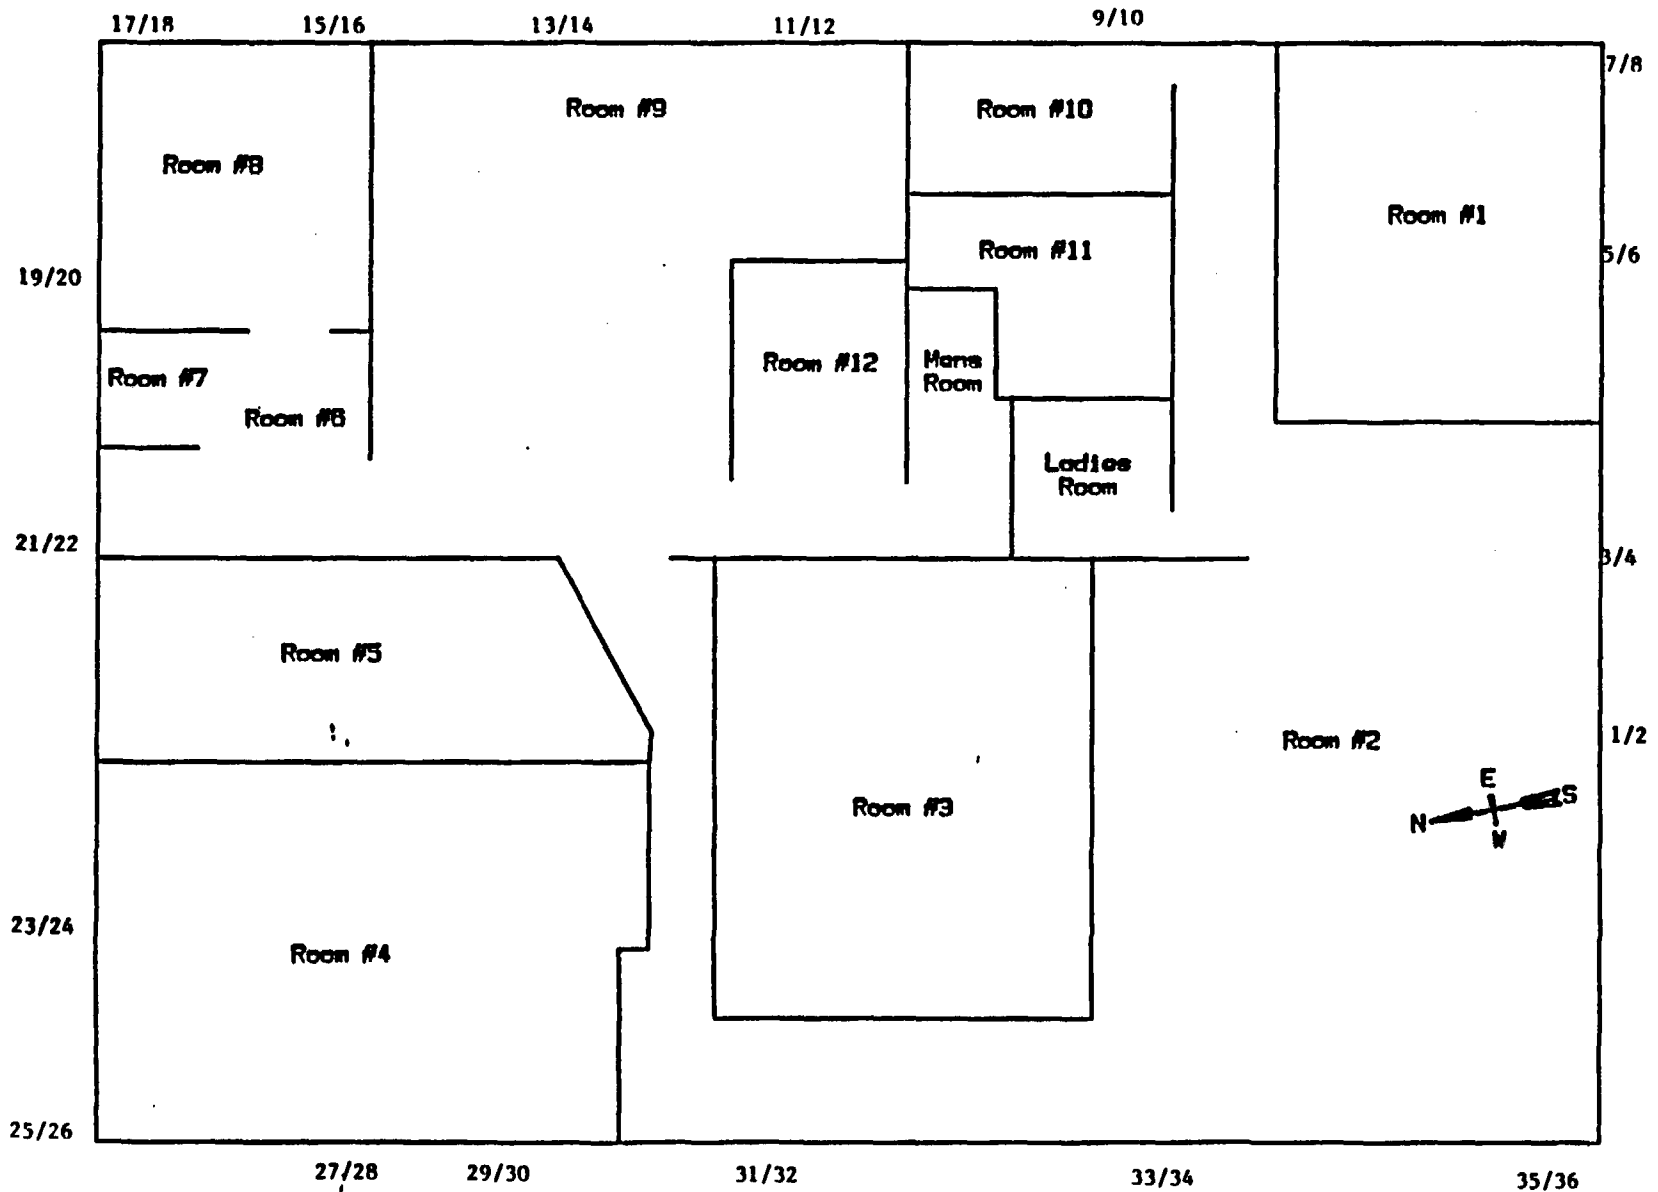 17/18 15/16 13/14 11/12 9/10
7/8
Room #9 Room #10
Room #8
Room #1
Room #11
5/6
19/20
Room #12
Mens
Room
Room #7
Room #6
Ladies
Room
21/22
3/4
Room #5
Room #2
1/2
E
S
N
W
Room #3
23/24
Room #4
25/26
27/28 29/30 31/32 33/34 35/36